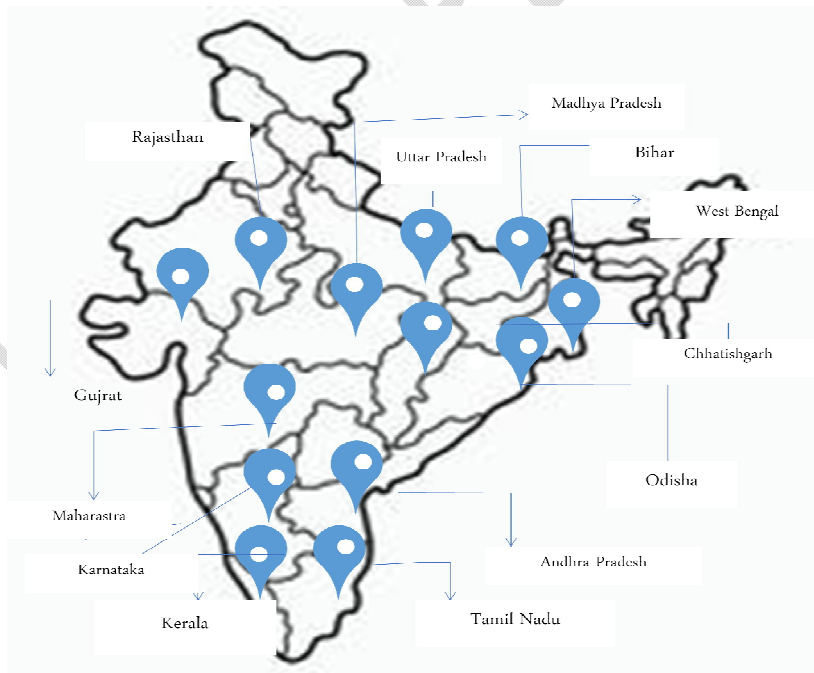 Madhya Pradesh
Rajasthan
Uttar Pradesh
Bihar
West Bengal
Chhatishgarh
Gujrat
Odisha
Maharastra
Andhra Pradesh
Karnataka
Kerala
Tamil Nadu